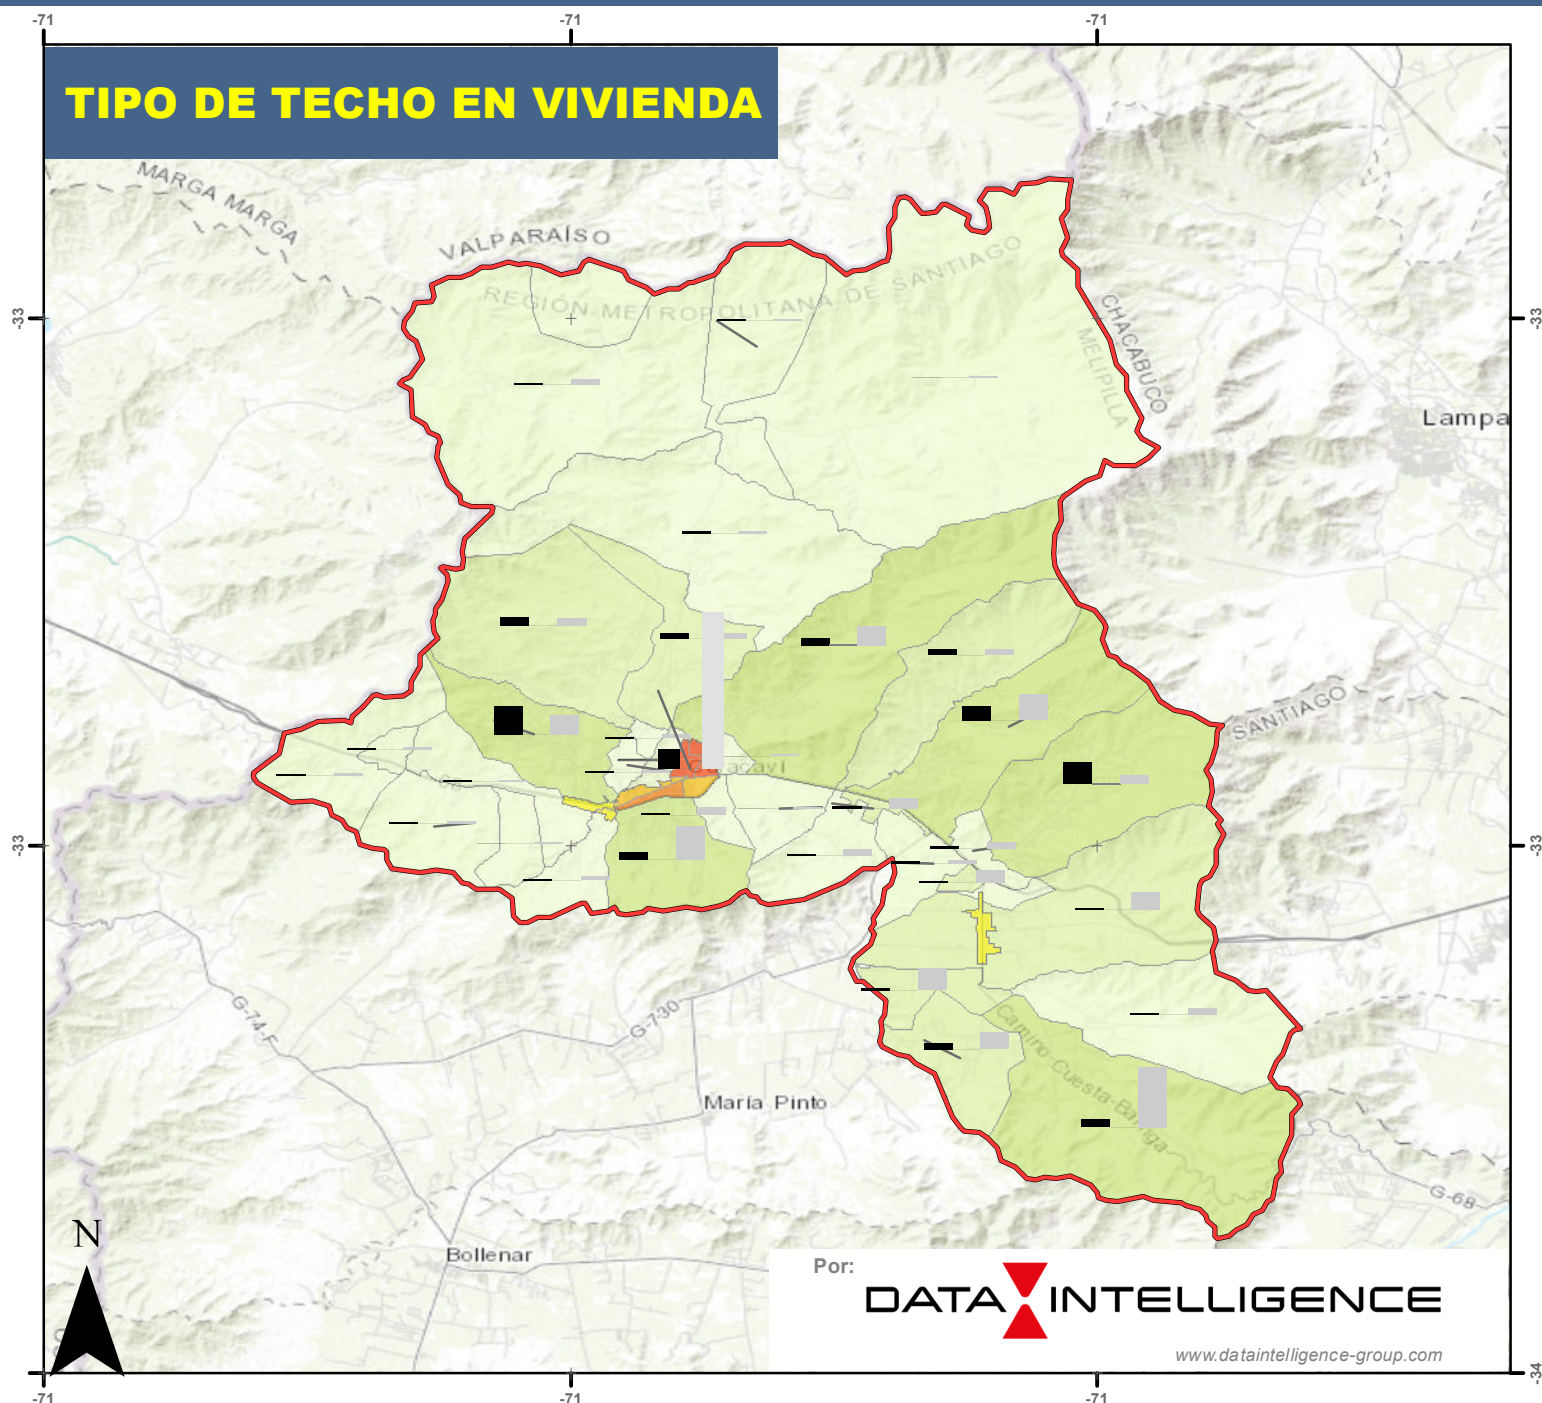 -71
-71
-71
TIPO DE TECHO EN VIVIENDA
MARGA MARGA
VALPARAÍSO
REGIÓN METROPOLITANA DE SANTIAGO
CHACABUCO
MELIPILLA
-33
-33
Lampa
SANTIAGO
Curacaví
-33
-33
G-74-F
G-730
Camino-Cuesta-Barriga
María Pinto
G-68
N
Bollenar
Por:
DATA INTELLIGENCE
www.dataintelligence-group.com
-34
-71
-71
-71